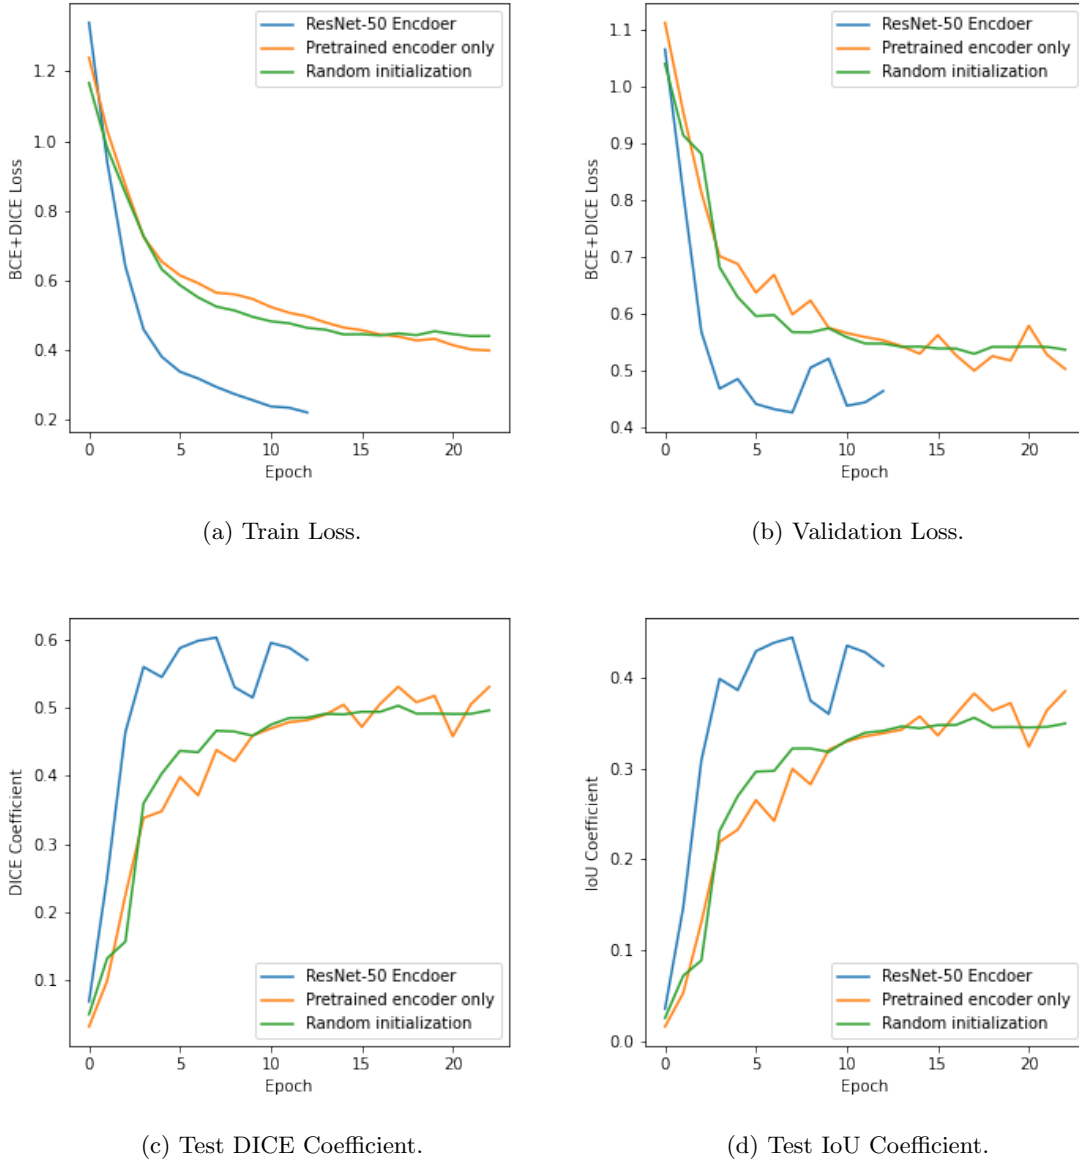 ResNet-50 Encdoer
Pretrained encoder only
Random initialization
BCE+DICE Loss
1.2
1.0
0.8
0.6
0.4
0.2
0 5 10 15 20
Epoch
(a) Train Loss.
ResNet-50 Encdoer
Pretrained encoder only
Random initialization
BCE+DICE Loss
1.1
1.0
0.9
0.8
0.7
0.6
0.5
0.4
0 5 10 15 20
Epoch
(b) Validation Loss.
DICE Coefficient
0.6
0.5
0.4
0.3
0.2
0.1
ResNet-50 Encdoer
Pretrained encoder only
Random initialization
0 5 10 15 20
Epoch
(c) Test DICE Coefficient.
IoU Coefficient
0.4
0.3
0.2
0.1
0.0
ResNet-50 Encdoer
Pretrained encoder only
Random initialization
0 5 10 15 20
Epoch
(d) Test IoU Coefficient.